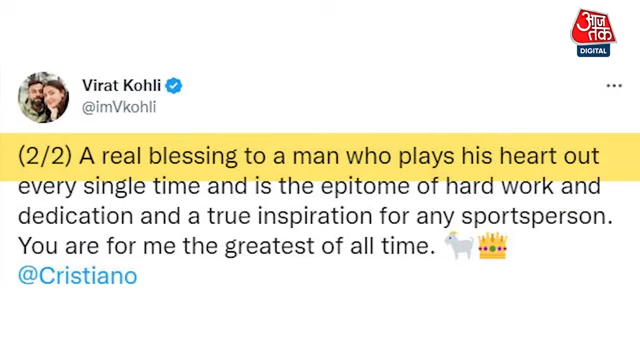 आज
तक
DIGITAL
Virat Kohli
@imVkohli
(2/2) A real blessing to a man who plays his heart out
every single time and is the epitome of hard work and
dedication and a true inspiration for any sportsperson.
You are for me the greatest of all time. 🐐👑
@Cristiano